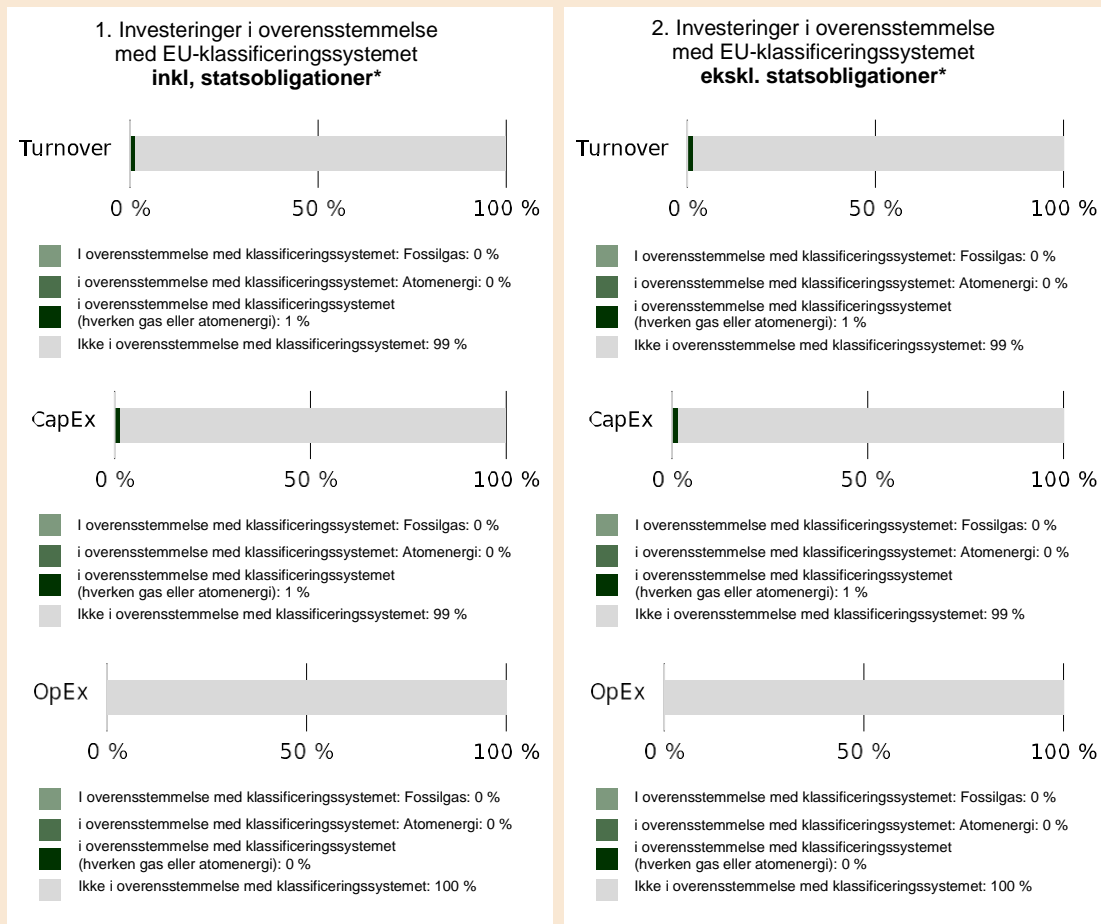 1. Investeringer i overensstemmelse
med EU-klassificeringssystemet
inkl, statsobligationer*
Turnover
0 %
50 %
100 %
I overensstemmelse med klassificeringssystemet: Fossilgas: 0 %
i overensstemmelse med klassificeringssystemet: Atomenergi: 0 %
i overensstemmelse med klassificeringssystemet
(hverken gas eller atomenergi): 1 %
Ikke i overensstemmelse med klassificeringssystemet: 99 %
CapEx
0 %
50 %
100 %
I overensstemmelse med klassificeringssystemet: Fossilgas: 0 %
i overensstemmelse med klassificeringssystemet: Atomenergi: 0 %
i overensstemmelse med klassificeringssystemet
(hverken gas eller atomenergi): 1 %
Ikke i overensstemmelse med klassificeringssystemet: 99 %
OpEx
0 %
50 %
100 %
I overensstemmelse med klassificeringssystemet: Fossilgas: 0 %
i overensstemmelse med klassificeringssystemet: Atomenergi: 0 %
i overensstemmelse med klassificeringssystemet
(hverken gas eller atomenergi): 0 %
Ikke i overensstemmelse med klassificeringssystemet: 100 %
2. Investeringer i overensstemmelse
med EU-klassificeringssystemet
ekskl. statsobligationer*
Turnover
0 %
50 %
100 %
I overensstemmelse med klassificeringssystemet: Fossilgas: 0 %
i overensstemmelse med klassificeringssystemet: Atomenergi: 0 %
i overensstemmelse med klassificeringssystemet
(hverken gas eller atomenergi): 1 %
Ikke i overensstemmelse med klassificeringssystemet: 99 %
CapEx
0 %
50 %
100 %
I overensstemmelse med klassificeringssystemet: Fossilgas: 0 %
i overensstemmelse med klassificeringssystemet: Atomenergi: 0 %
i overensstemmelse med klassificeringssystemet
(hverken gas eller atomenergi): 1 %
Ikke i overensstemmelse med klassificeringssystemet: 99 %
OpEx
0 %
50 %
100 %
I overensstemmelse med klassificeringssystemet: Fossilgas: 0 %
i overensstemmelse med klassificeringssystemet: Atomenergi: 0 %
i overensstemmelse med klassificeringssystemet
(hverken gas eller atomenergi): 0 %
Ikke i overensstemmelse med klassificeringssystemet: 100 %